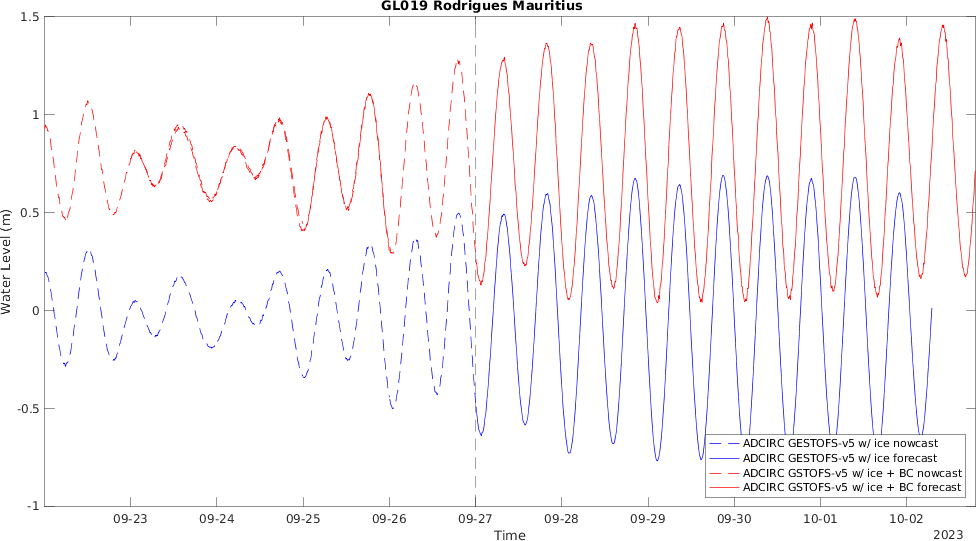 GL019 Rodrigues Mauritius
1.5
1
0.5
0
-0.5
-1
Water Level (m)
ADCIRC GESTOFS-v5 w/ ice nowcast
ADCIRC GESTOFS-v5 w/ ice forecast
ADCIRC GSTOFS-v5 w/ ice + BC nowcast
ADCIRC GSTOFS-v5 w/ ice + BC forecast
09-23 09-24 09-25 09-26 09-27 09-28 09-29 09-30 10-01 10-02
Time
2023